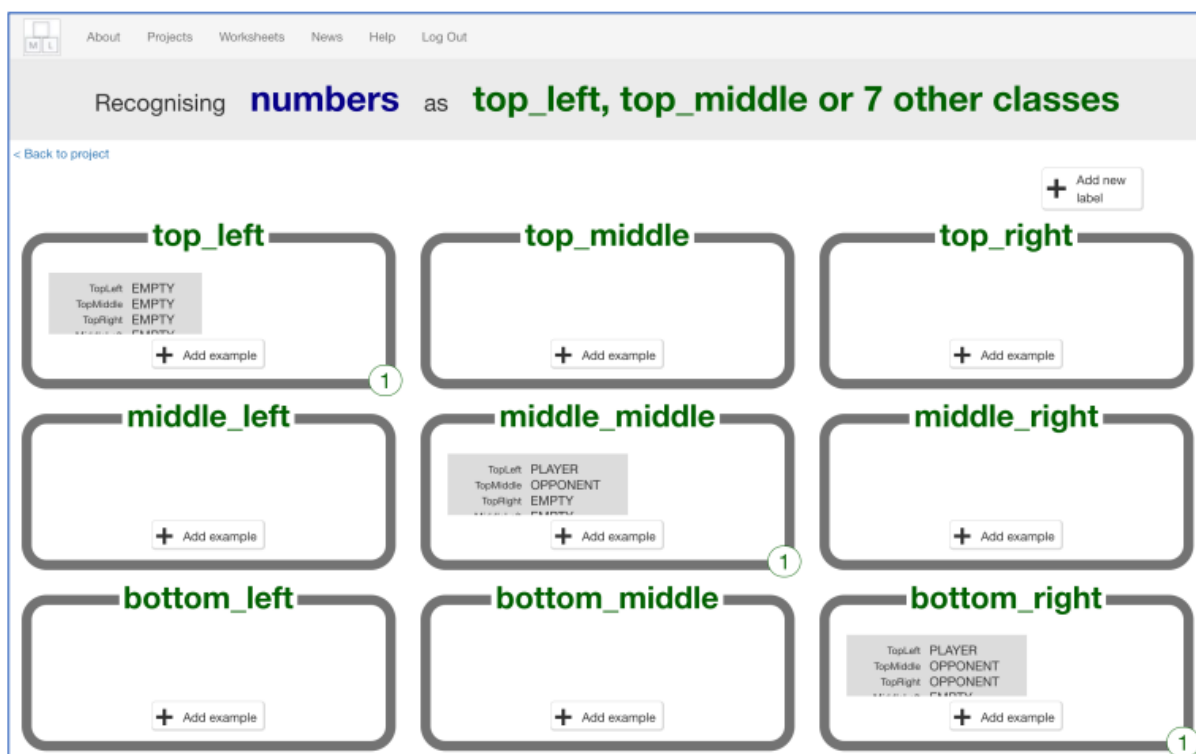 M L About Projects Worksheets News Help Log Out
Recognising numbers as top_left, top_middle or 7 other classes
< Back to project
+ Add new
label
top_left top_middle top_right
TopLeft EMPTY
TopMiddle EMPTY
TopRight EMPTY
+ Add example + Add example + Add example
1
middle_left middle_middle middle_right
TopLeft PLAYER
TopMiddle OPPONENT
TopRight EMPTY
+ Add example + Add example + Add example
1
bottom_left bottom_middle bottom_right
TopLeft PLAYER
TopMiddle OPPONENT
TopRight OPPONENT
+ Add example + Add example + Add example
1